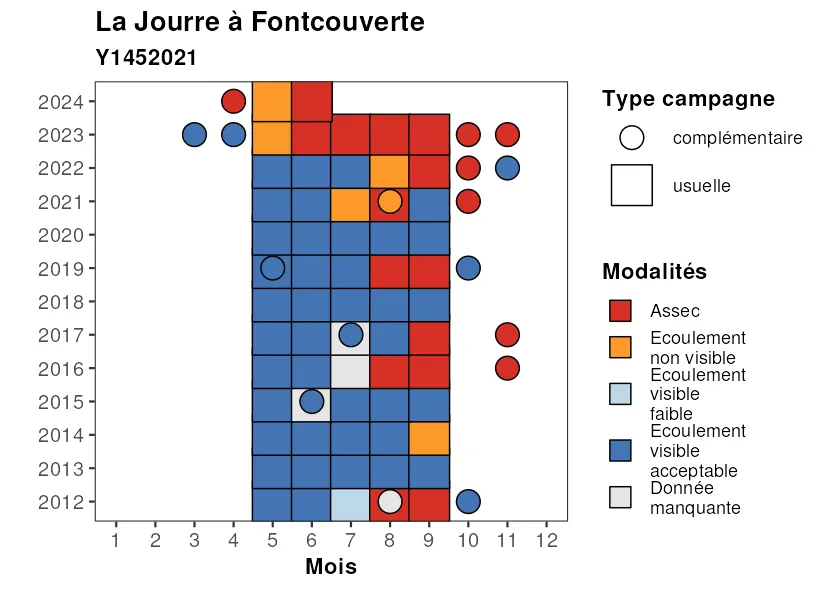 La Jourre à Fontcouverte
Y1452021
2024
2023
2022
2021
2020
2019
2018
2017
2016
2015
2014
2013
2012
1 2 3 4 5 6 7 8 9 10 11 12
Mois
Type campagne
complémentaire
usuelle
Modalités
Assec
Ecoulement
non visible
Ecoulement
visible
faible
Ecoulement
visible
acceptable
Donnée
manquante